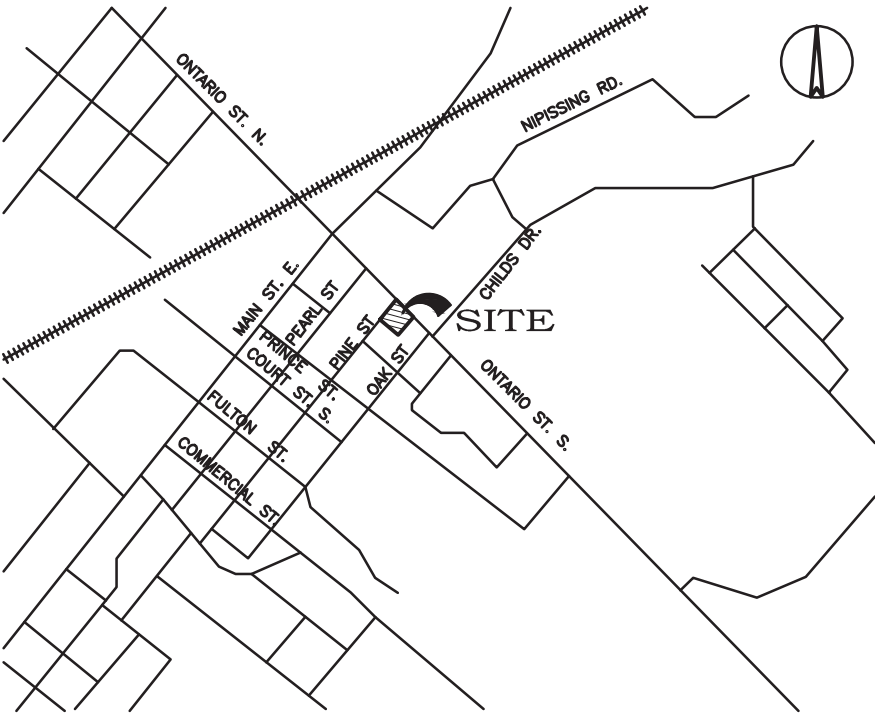 ONTARIO ST. N.
NIPISSING RD.
CHILDS DR.
MAIN ST. E.
PEARL ST
PINE ST
SITE
PRINCE ST.
COURT ST. S.
OAK ST
ONTARIO ST. S.
FULTON ST.
COMMERCIAL ST.